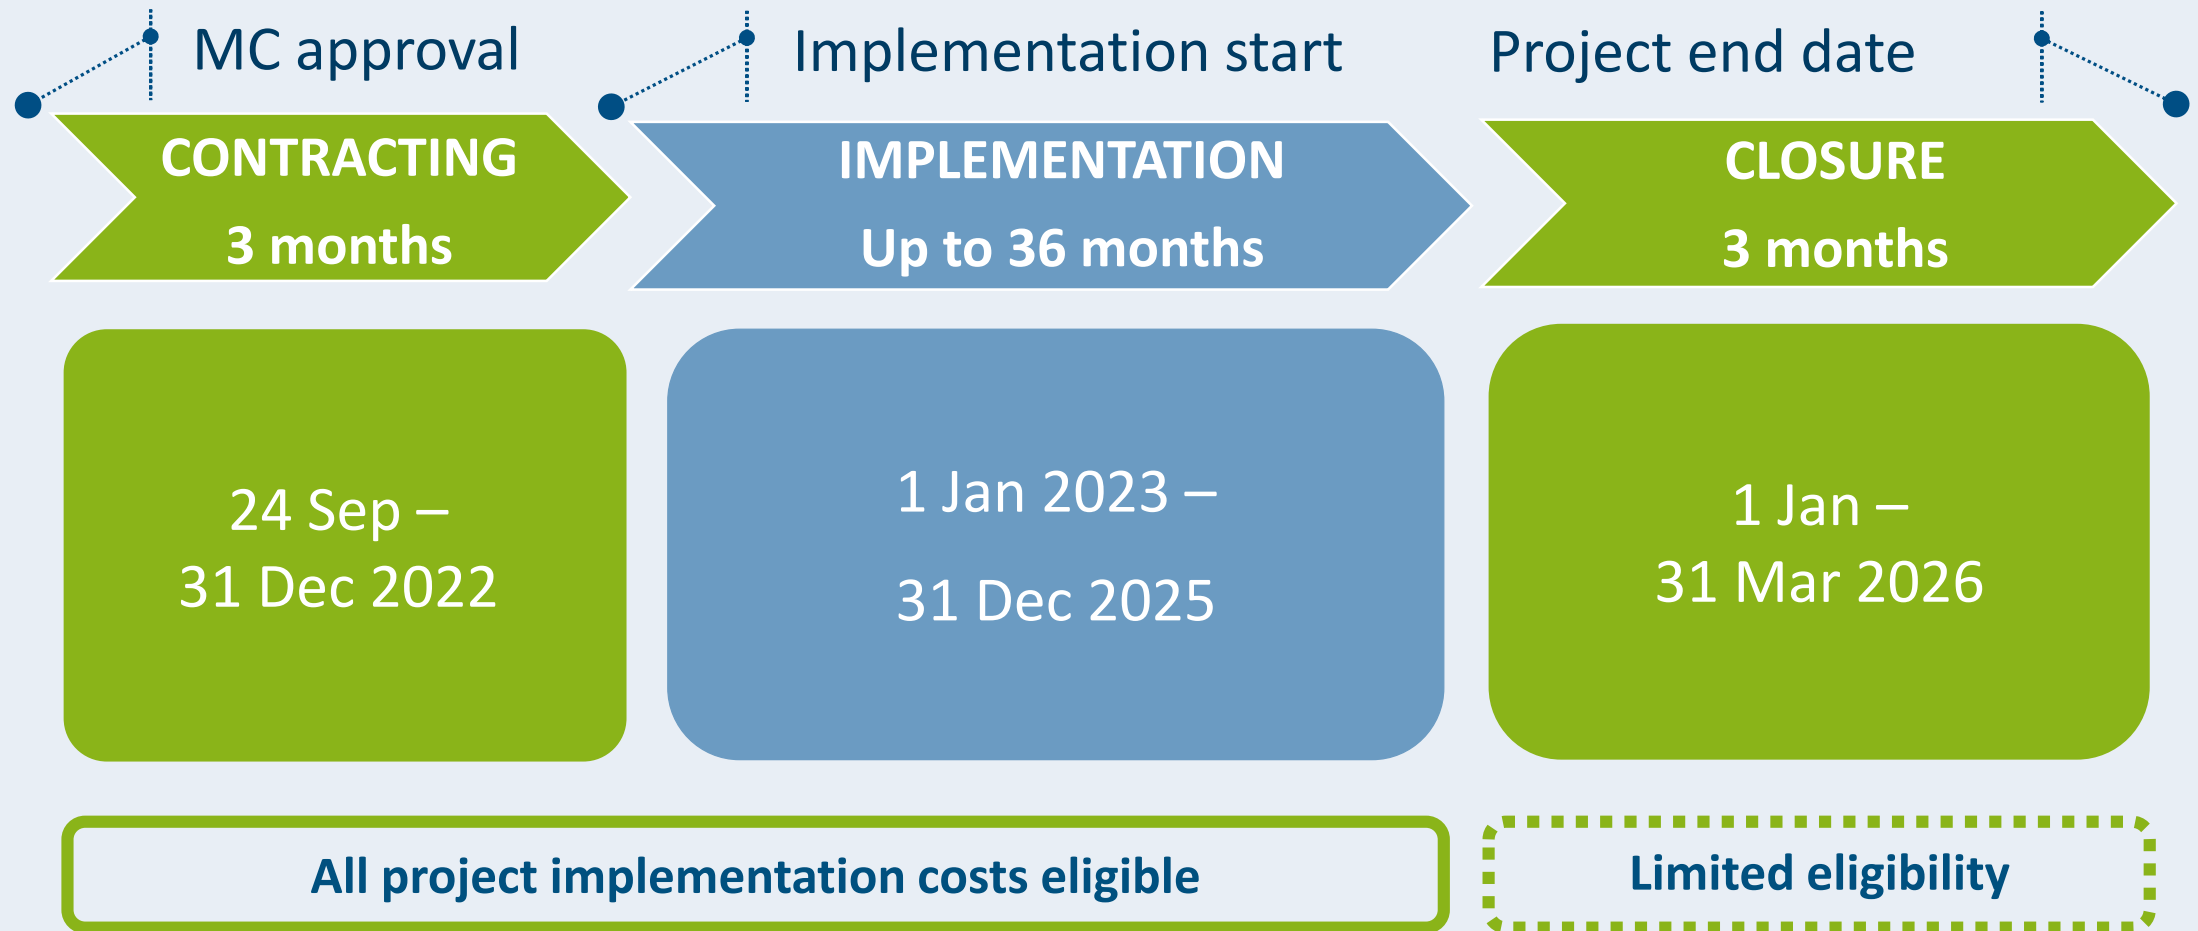 MC approval
Implementation start
Project end date
CONTRACTING
3 months
IMPLEMENTATION
Up to 36 months
CLOSURE
3 months
24 Sep –
31 Dec 2022
1 Jan 2023 –
31 Dec 2025
1 Jan –
31 Mar 2026
All project implementation costs eligible
Limited eligibility